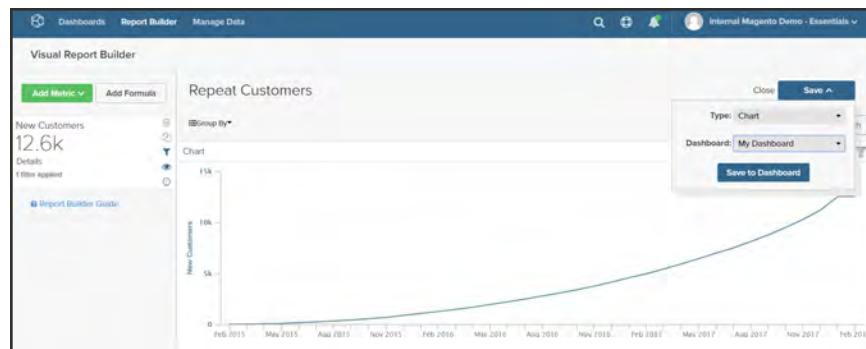 Dashboards Report Builder Manage Data Internal Magento Demo - Essentials
Visual Report Builder
Add Metric Add Formula
Repeat Customers
Close Save
New Customers
12.6k
Details
1 filter applied
Report Builder Guide
Group By
Type: Chart
Dashboard: My Dashboard
Save to Dashboard
Chart
15k
10k
5k
0
New Customers
Feb 2015 May 2015 Aug 2015 Nov 2015 Feb 2016 May 2016 Aug 2016 Nov 2016 Feb 2017 May 2017 Aug 2017 Nov 2017 Feb 201